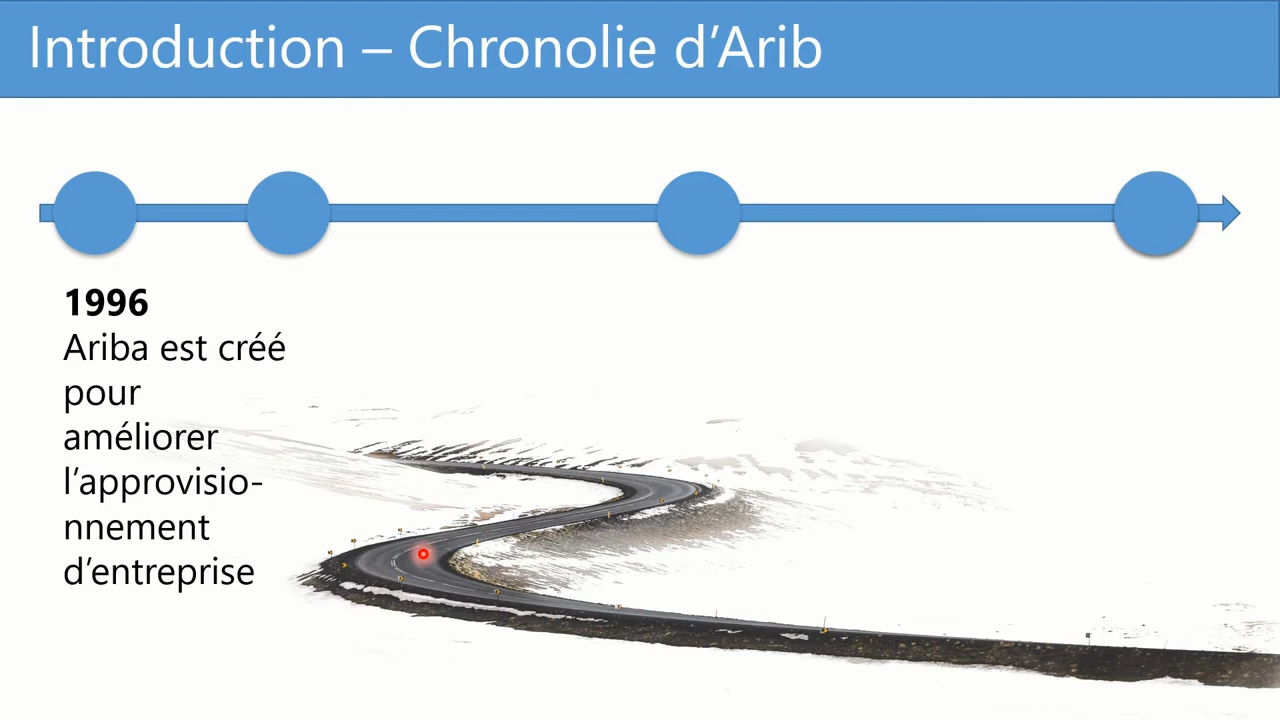 Introduction – Chronolie d’Arib
1996
Ariba est créé
pour
améliorer
l’approvisio-
nnement
d’entreprise